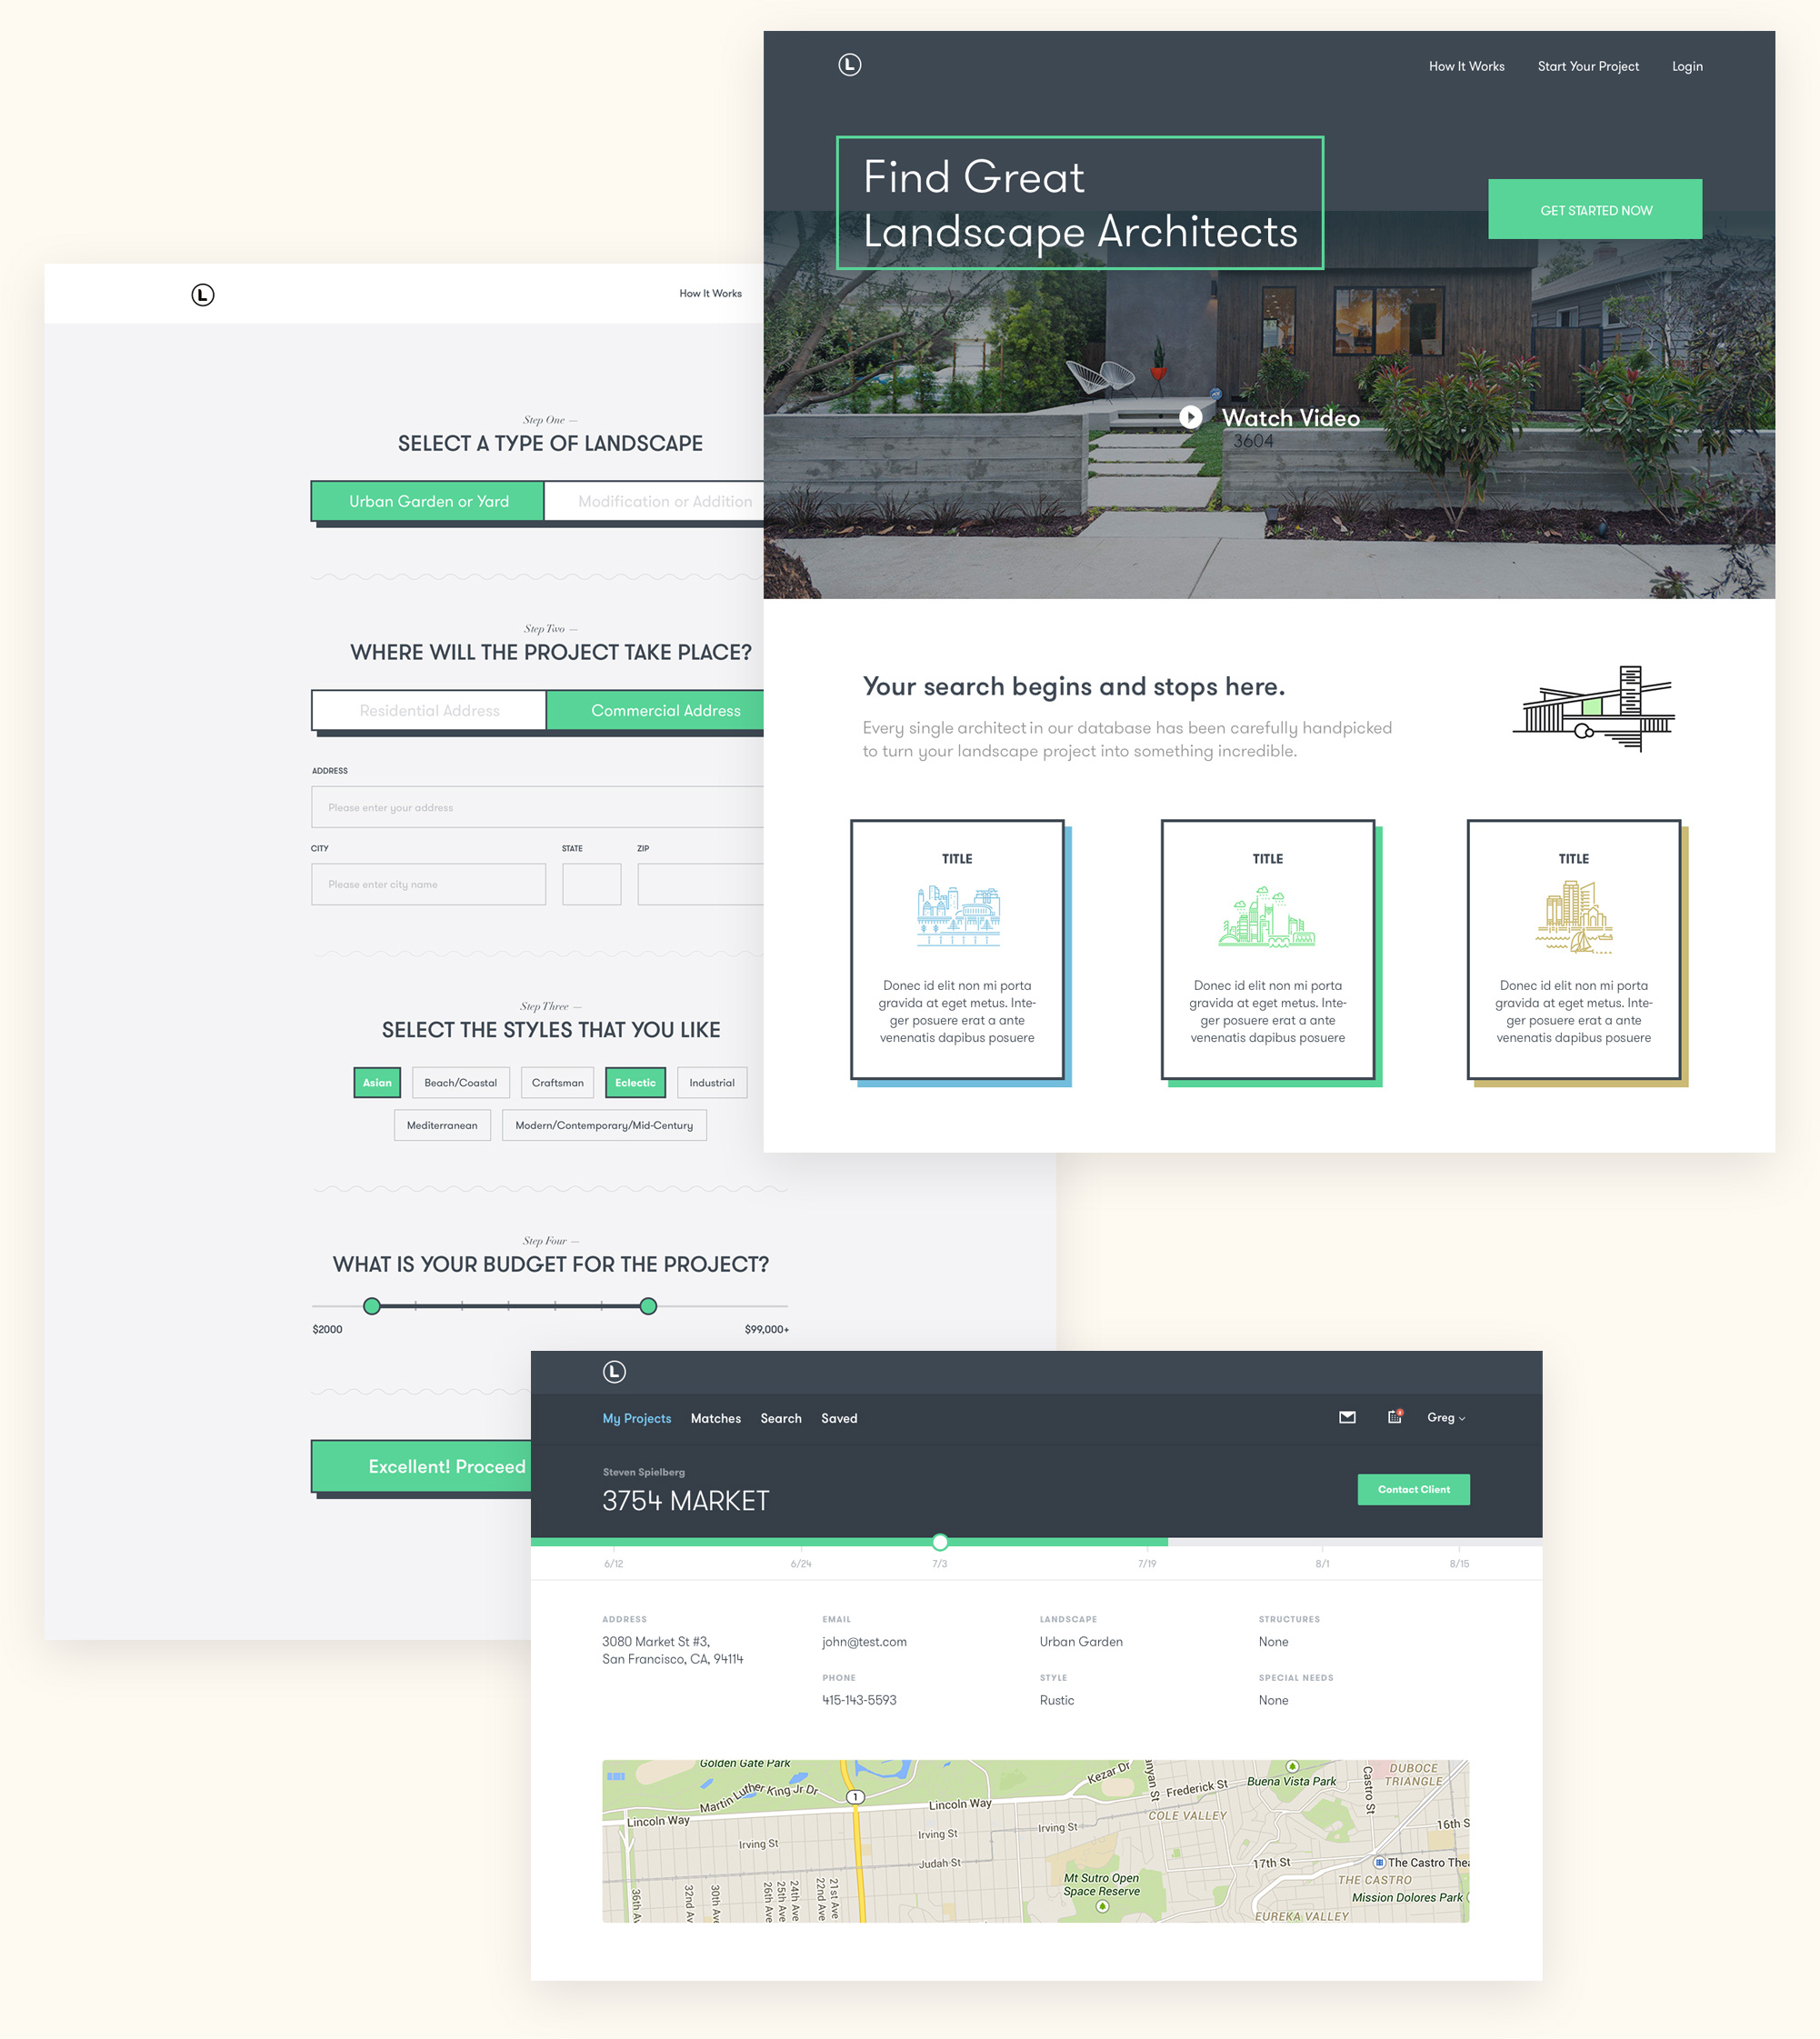 L
How It Works
Step One —
SELECT A TYPE OF LANDSCAPE
Urban Garden or Yard
Modification or Addition
Step Two —
WHERE WILL THE PROJECT TAKE PLACE?
Residential Address
Commercial Address
ADDRESS
Please enter your address
CITY
STATE
ZIP
Please enter city name
Step Three —
SELECT THE STYLES THAT YOU LIKE
Asian
Beach/Coastal
Craftsman
Eclectic
Industrial
Mediterranean
Modern/Contemporary/Mid-Century
Step Four —
WHAT IS YOUR BUDGET FOR THE PROJECT?
$2000
$99,000+
Excellent! Proceed
L
How It Works
Start Your Project
Login
Find Great
Landscape Architects
GET STARTED NOW
Watch Video
3604
Your search begins and stops here.
Every single architect in our database has been carefully handpicked
to turn your landscape project into something incredible.
TITLE
Donec id elit non mi porta
gravida at eget metus. Inte-
ger posuere erat a ante
venenatis dapibus posuere
TITLE
Donec id elit non mi porta
gravida at eget metus. Inte-
ger posuere erat a ante
venenatis dapibus posuere
TITLE
Donec id elit non mi porta
gravida at eget metus. Inte-
ger posuere erat a ante
venenatis dapibus posuere
L
My Projects
Matches
Search
Saved
Greg
Steven Spielberg
3754 MARKET
Contact Client
6/12
6/24
7/3
7/19
8/1
8/15
ADDRESS
3080 Market St #3,
San Francisco, CA, 94114
EMAIL
john@test.com
PHONE
415-143-5593
LANDSCAPE
Urban Garden
STYLE
Rustic
STRUCTURES
None
SPECIAL NEEDS
None
Golden Gate Park
Martin Luther King Jr Dr
Lincoln Way
1
Lincoln Way
Kezar Dr
anyan St
Frederick St
Buena Vista Park
Castro St
DUBOCE
TRIANGLE
COLE VALLEY
16th S
Irving St
Irving St
Irving St
Judah St
17th St
The Castro Thea
THE CASTRO
Mt Sutro Open
Space Reserve
Mission Dolores Park
EUREKA VALLEY
36th Av
32nd Av
30th Ave
26th Ave
25th Ave
24th Ave
22nd Ave
21st Ave